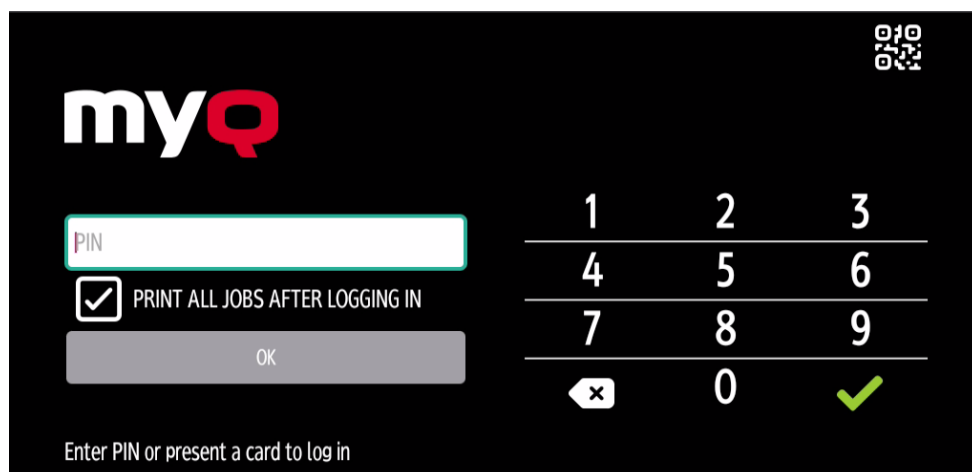 myQ
PIN
PRINT ALL JOBS AFTER LOGGING IN
OK
Enter PIN or present a card to log in
1 2 3
4 5 6
7 8 9
0